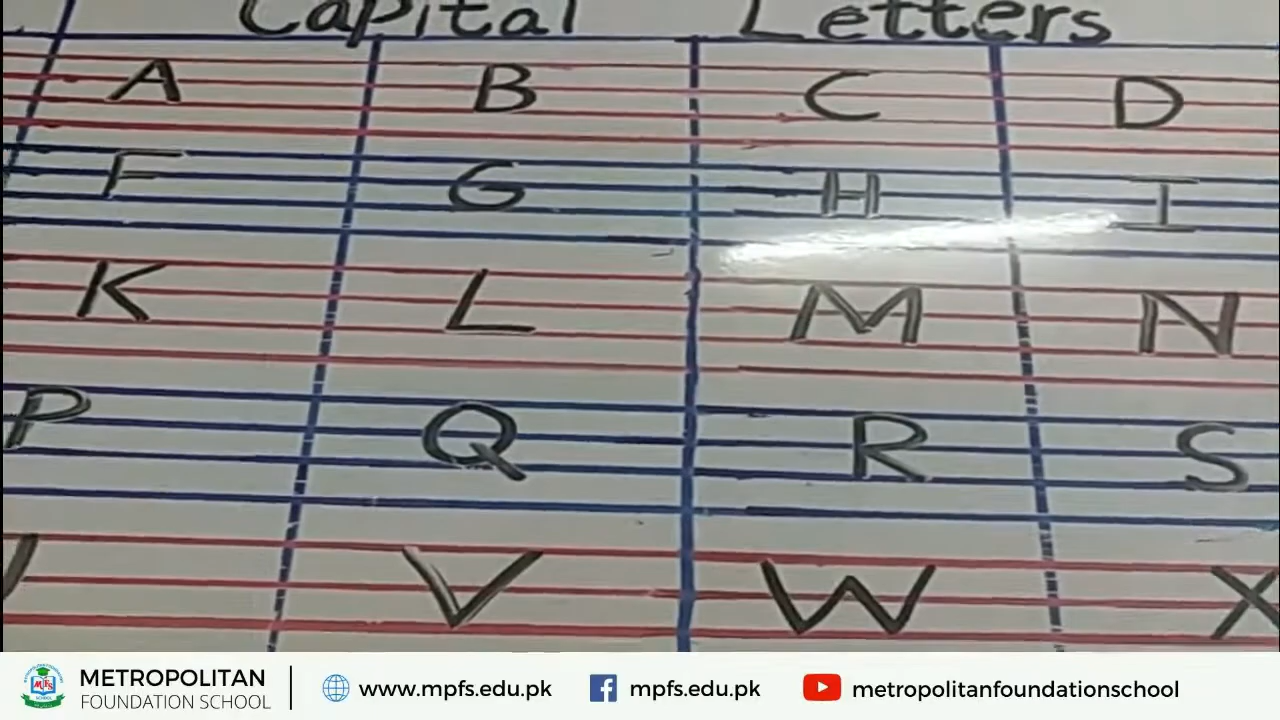 Capital Letters
A B C D
F G H I
K L M N
P Q R S
V W X
METROPOLITAN
FOUNDATION SCHOOL
www.mpfs.edu.pk
mpfs.edu.pk
metropolitanfoundationschool